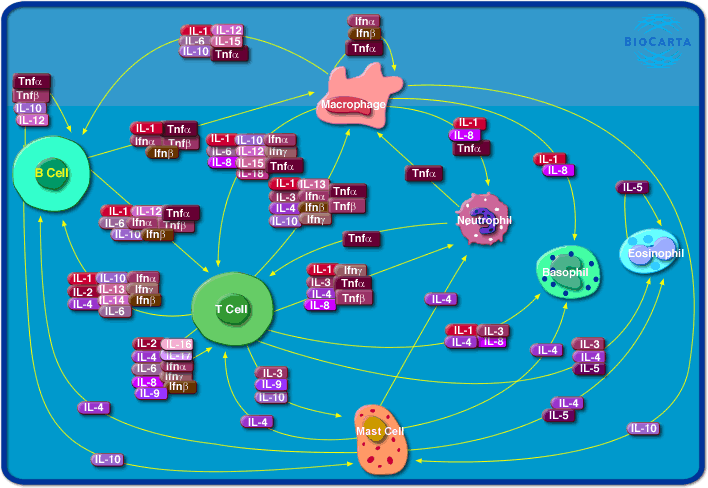 BIOCARTA
Ifnα
Ifnβ
Tnfα
IL-1 IL-12
IL-6 IL-15
IL-10 Tnfα
Tnfα
Tnfβ
IL-10
IL-12
Macrophage
IL-1 Tnfα
Ifnα Tnfβ
Ifnβ
IL-1 IL-10 Ifnα
IL-6 IL-12 Ifnγ
IL-8 IL-15 Tnfα
IL-18
IL-1
IL-8
Tnfα
IL-1
IL-8
B Cell
Tnfα
IL-1 IL-13
IL-3 Ifnα Tnfα
IL-4 Ifnβ Tnfβ
IL-10 Ifnγ
IL-5
IL-1 IL-12 Tnfα
IL-6 Ifnα Tnfβ
IL-10 Ifnβ
Neutrophil
Tnfα
Eosinophil
Basophil
IL-1 IL-10 Ifnα
IL-2 IL-13 Ifnγ
IL-4 IL-14 Ifnβ
IL-6
IL-1 Ifnγ
IL-3 Tnfα
IL-4 Tnfβ
IL-8
IL-4
T Cell
IL-1 IL-3
IL-4 IL-8
IL-2 IL-16
IL-4 IL-17
IL-6 Ifnα
IL-8 Ifnγ
IL-9 Ifnβ
IL-3
IL-9
IL-10
IL-4
IL-3
IL-4
IL-5
IL-4
IL-4
IL-4
IL-5
Mast Cell
IL-10
IL-10